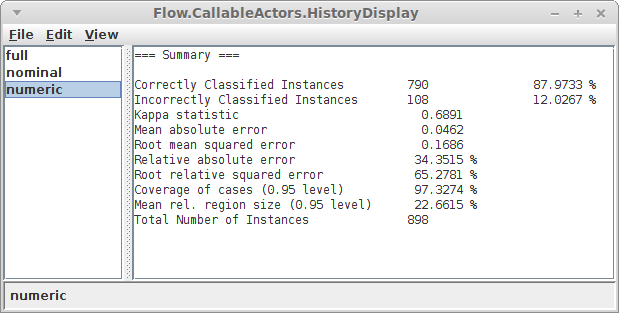 Flow.CallableActors.HistoryDisplay
File Edit View
full
nominal
numeric
=== Summary ===
Correctly Classified Instances 790 87.9733 %
Incorrectly Classified Instances 108 12.0267 %
Kappa statistic 0.6891
Mean absolute error 0.0462
Root mean squared error 0.1686
Relative absolute error 34.3515 %
Root relative squared error 65.2781 %
Coverage of cases (0.95 level) 97.3274 %
Mean rel. region size (0.95 level) 22.6615 %
Total Number of Instances 898
numeric